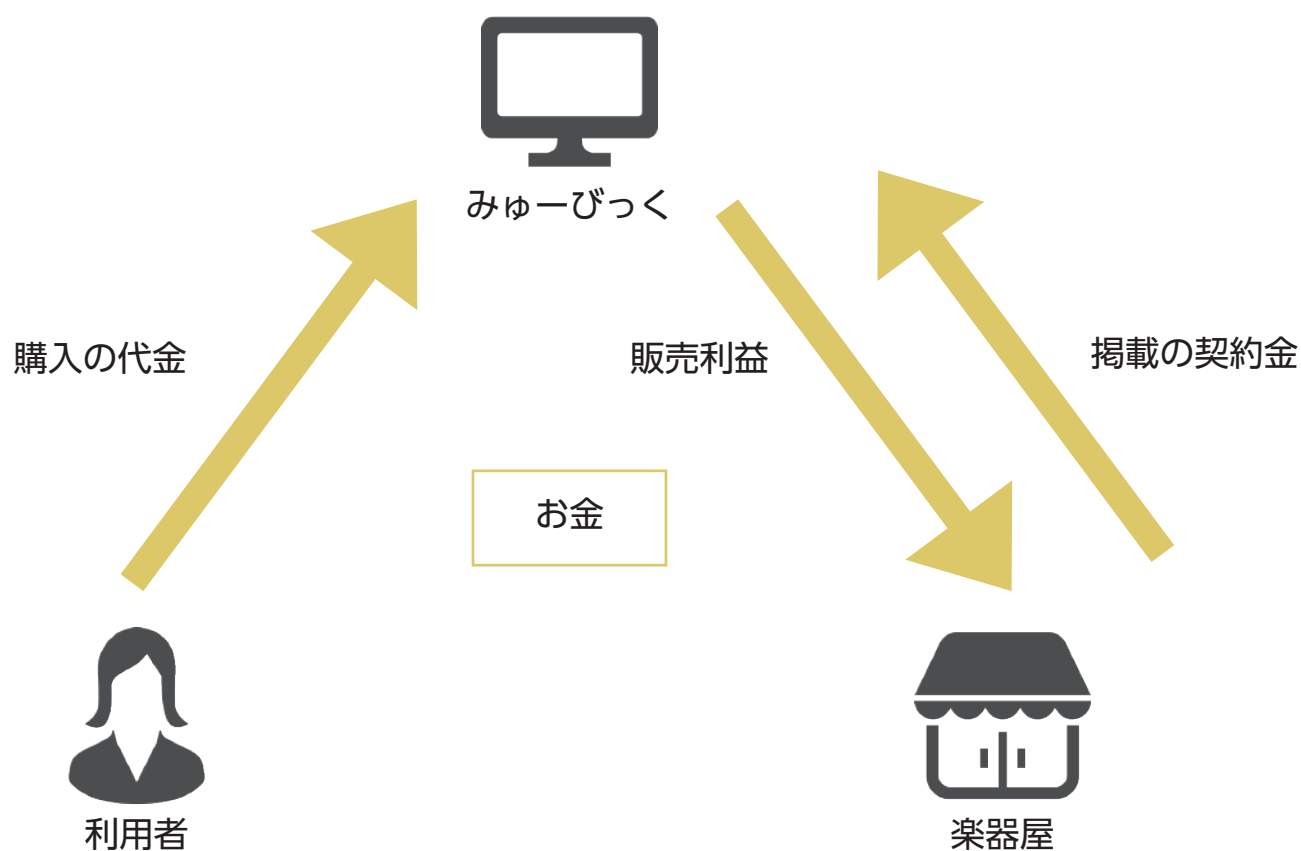 みゅーびっく
購入の代金
販売利益
掲載の契約金
お金
利用者
楽器屋